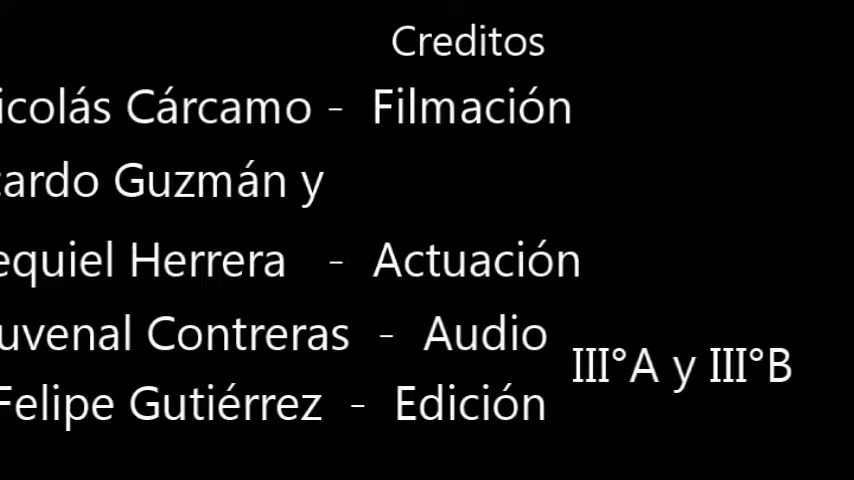 Creditos
icolás Cárcamo - Filmación
cardo Guzmán y
equiel Herrera - Actuación
uvenal Contreras - Audio
III°A y III°B
Felipe Gutiérrez - Edición